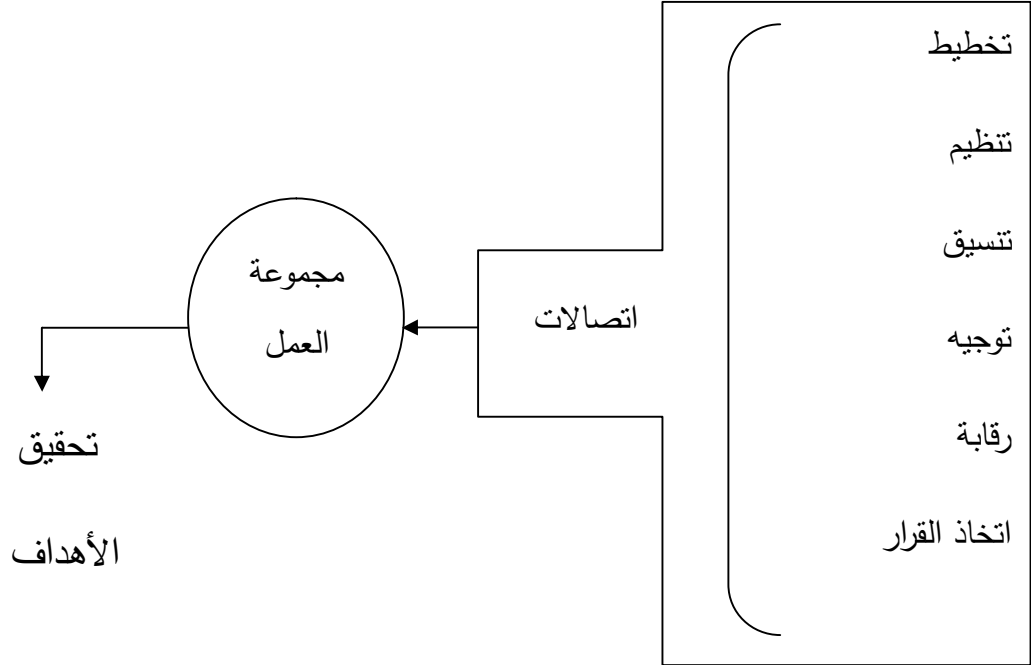 تخطيط
تنظيم
تنسيق
توجيه
رقابة
اتخاذ القرار
اتصالات
مجموعة
العمل
تحقيق
الأهداف